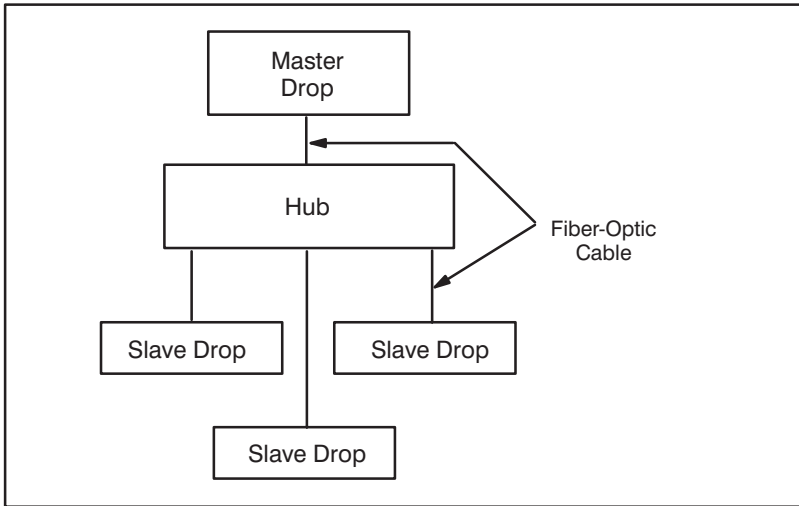 Master
Drop
Hub
Fiber-Optic
Cable
Slave Drop
Slave Drop
Slave Drop